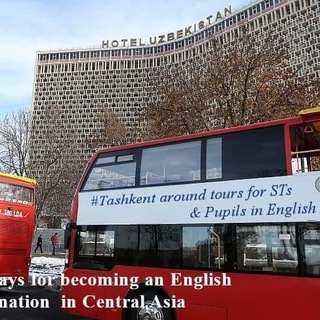 HOTEL UZBEKISTAN
#Tashkent around tours for STs
& Pupils in English
ays for becoming an English
nation in Central Asia